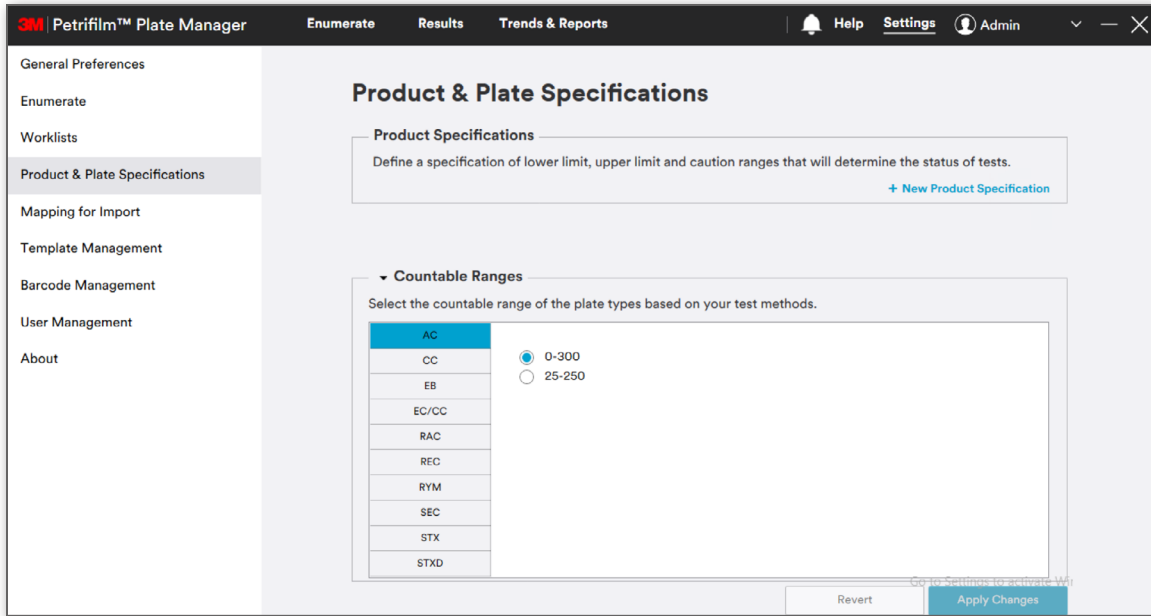 3M Petrifilm™ Plate Manager
Enumerate Results Trends & Reports
Help Settings Admin
General Preferences
Enumerate
Worklists
Product & Plate Specifications
Mapping for Import
Template Management
Barcode Management
User Management
About
Product & Plate Specifications
Product Specifications
Define a specification of lower limit, upper limit and caution ranges that will determine the status of tests.
+ New Product Specification
Countable Ranges
Select the countable range of the plate types based on your test methods.
AC
CC
EB
EC/CC
RAC
REC
RYM
SEC
STX
STXD
0-300
25-250
Go to Settings to activate Wi
Revert
Apply Changes